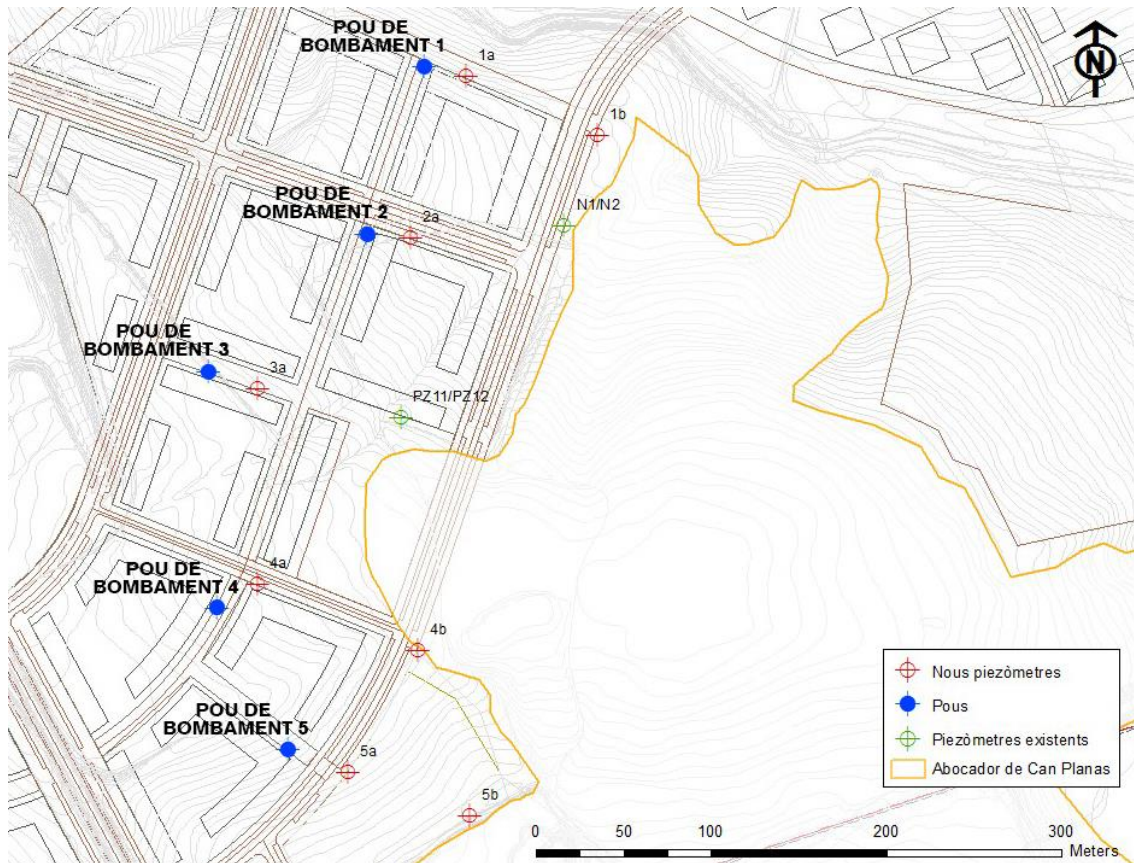 POU DE
BOMBAMENT 1
1a
N
1b
POU DE
BOMBAMENT 2
2a
N1/N2
POU DE
BOMBAMENT 3
3a
PZ11/PZ12
POU DE
BOMBAMENT 4
4a
4b
POU DE
BOMBAMENT 5
5a
5b
Nous piezòmetres
Pous
Piezòmetres existents
Abocador de Can Planas
0 50 100 200 300
Meters